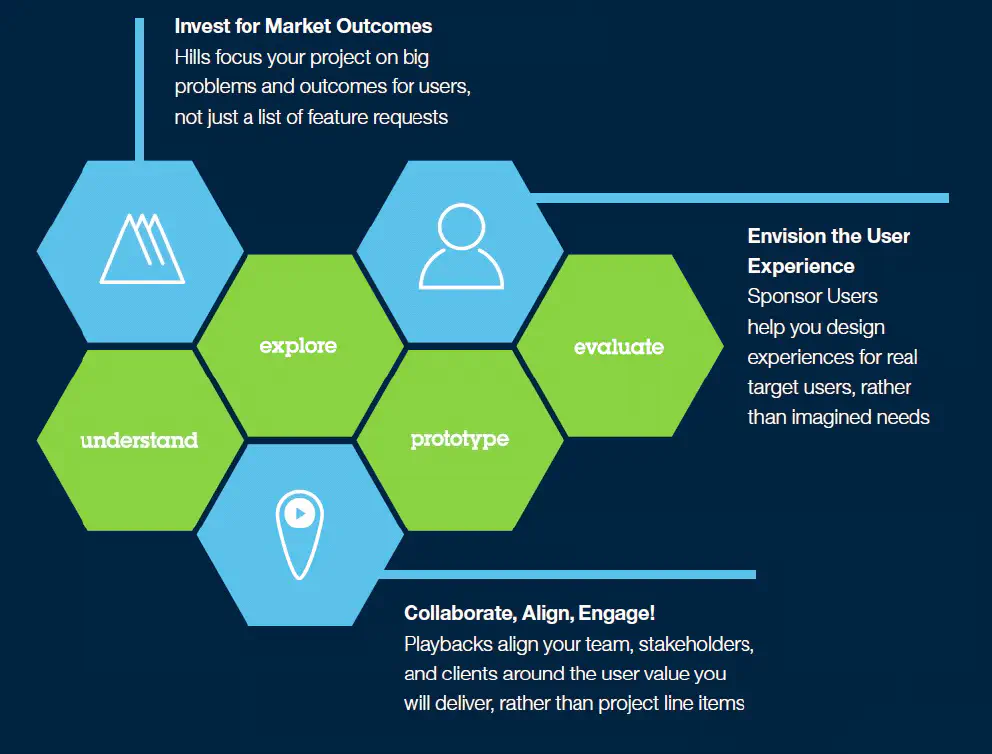 Invest for Market Outcomes
Hills focus your project on big
problems and outcomes for users,
not just a list of feature requests
Envision the User
Experience
Sponsor Users
help you design
experiences for real
target users, rather
than imagined needs
explore
evaluate
understand
prototype
Collaborate, Align, Engage!
Playbacks align your team, stakeholders,
and clients around the user value you
will deliver, rather than project line items